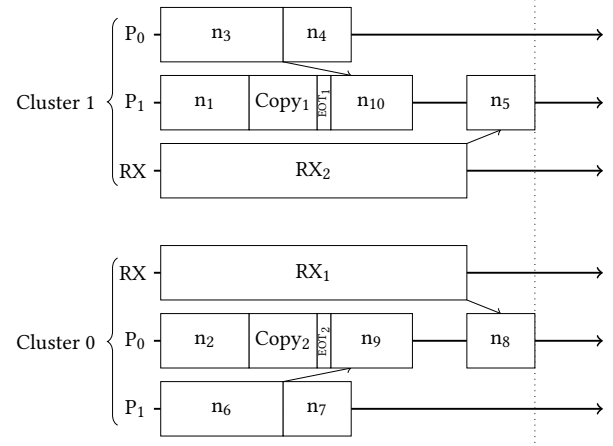 P₀ n₃ n₄
Cluster 1 P₁ n₁ Copy₁ EOT₁ n₁₀ n₅
RX RX₂
RX RX₁
Cluster 0 P₀ n₂ Copy₂ EOT₂ n₉ n₈
P₁ n₆ n₇